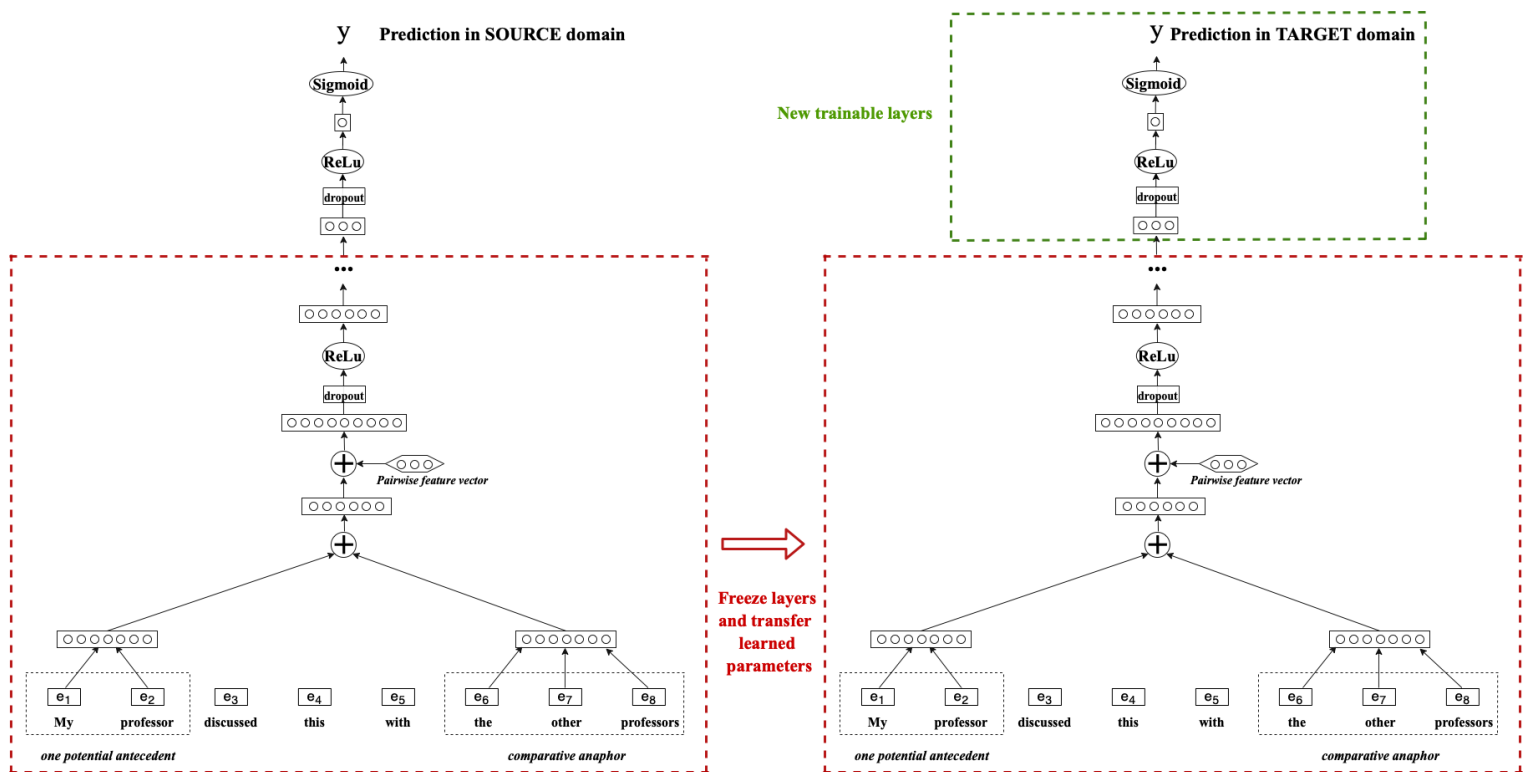 y Prediction in SOURCE domain
Sigmoid
ReLu
dropout
...
ReLu
dropout
+
Pairwise feature vector
+
e1 e2 e3 e4 e5 e6 e7 e8
My professor discussed this with the other professors
one potential antecedent comparative anaphor
Freeze layers
and transfer
learned
parameters
New trainable layers
y Prediction in TARGET domain
Sigmoid
ReLu
dropout
...
ReLu
dropout
+
Pairwise feature vector
+
e1 e2 e3 e4 e5 e6 e7 e8
My professor discussed this with the other professors
one potential antecedent comparative anaphor